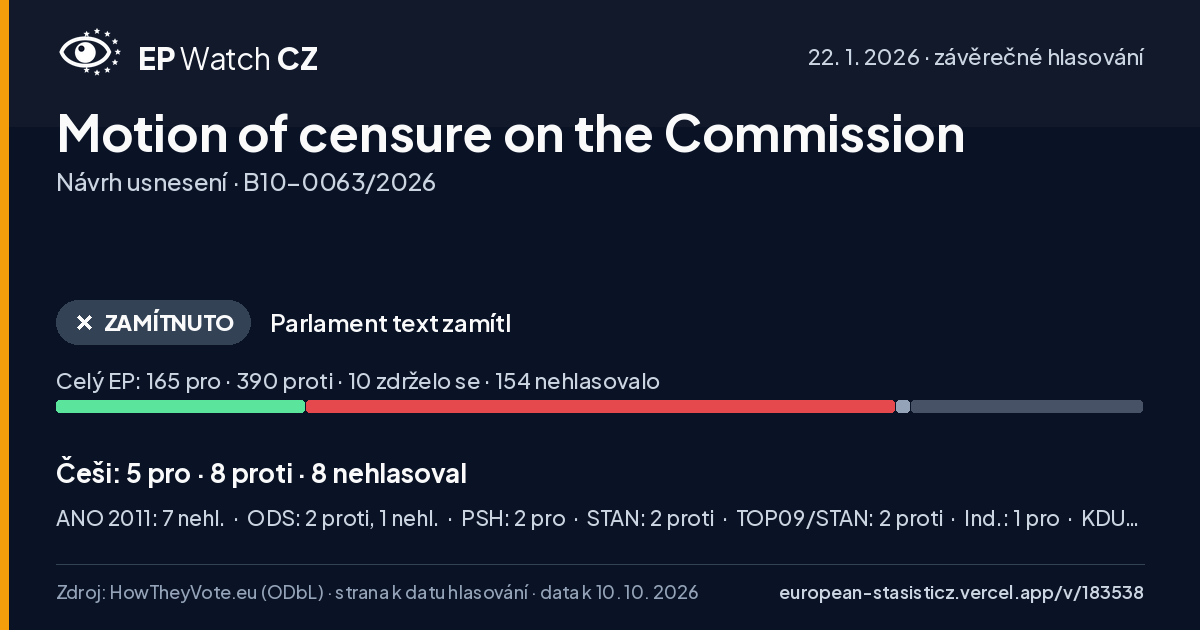 EP Watch CZ
22. 1. 2026 · závěrečné hlasování
Motion of censure on the Commission
Návrh usnesení · B10-0063/2026
✕ ZAMÍTNUTO
Parlament text zamítl
Celý EP: 165 pro · 390 proti · 10 zdrželo se · 154 nehlasovalo
Češi: 5 pro · 8 proti · 8 nehlasoval
ANO 2011: 7 nehl. · ODS: 2 proti, 1 nehl. · PSH: 2 pro · STAN: 2 proti · TOP09/STAN: 2 proti · Ind.: 1 pro · KDU…
Zdroj: HowTheyVote.eu (ODbL) · strana k datu hlasování · data k 10. 10. 2026
european-stasisticz.vercel.app/v/183538